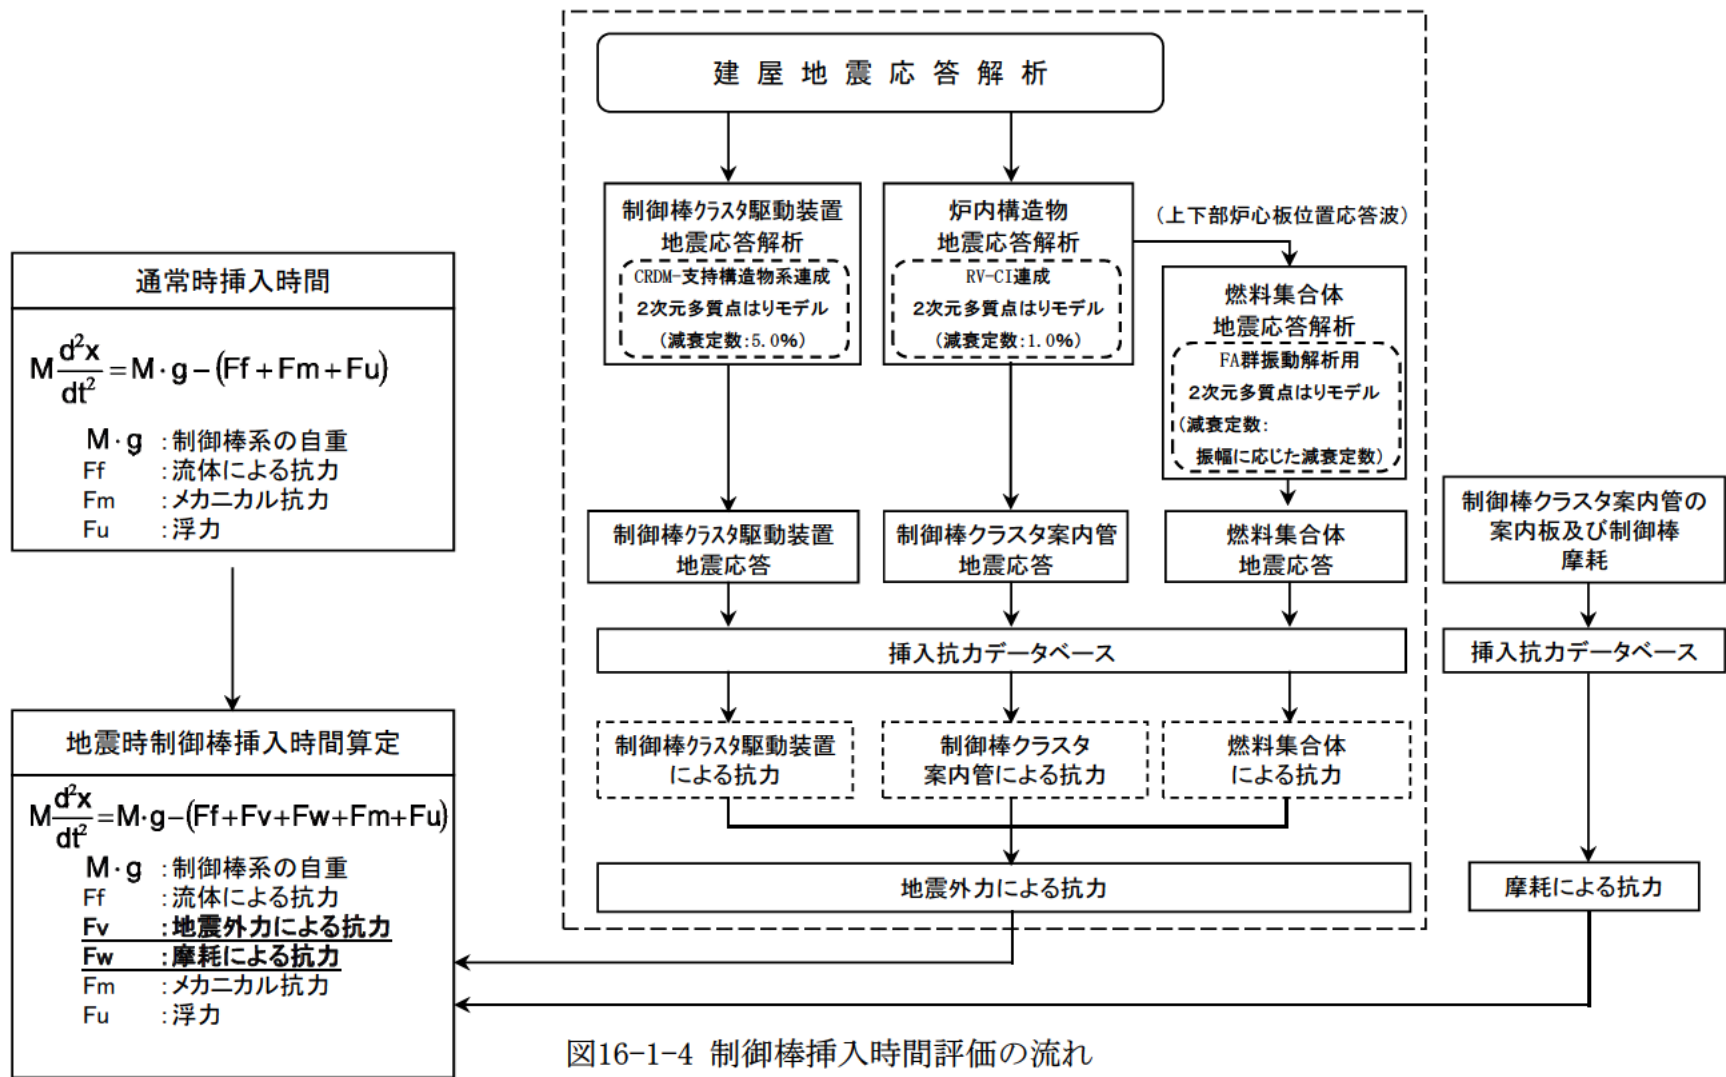 建屋地震応答解析
制御棒クラスタ駆動装置
地震応答解析
CRDM-支持構造物系連成
2次元多質点はりモデル
(減衰定数:5.0%)
炉内構造物
地震応答解析
RV-CI連成
2次元多質点はりモデル
(減衰定数:1.0%)
(上下部炉心板位置応答波)
燃料集合体
地震応答解析
FA群振動解析用
2次元多質点はりモデル
(減衰定数:
振幅に応じた減衰定数)
制御棒クラスタ駆動装置
地震応答
制御棒クラスタ案内管
地震応答
燃料集合体
地震応答
挿入抗力データベース
制御棒クラスタ駆動装置
による抗力
制御棒クラスタ
案内管による抗力
燃料集合体
による抗力
地震外力による抗力
制御棒クラスタ案内管の
案内板及び制御棒
摩耗
挿入抗力データベース
摩耗による抗力
通常時挿入時間
M d²x/dt² = M・g − (Ff + Fm + Fu)
M・g :制御棒系の自重
Ff :流体による抗力
Fm :メカニカル抗力
Fu :浮力
地震時制御棒挿入時間算定
M d²x/dt² = M・g − (Ff + Fv + Fw + Fm + Fu)
M・g :制御棒系の自重
Ff :流体による抗力
Fv :地震外力による抗力
Fw :摩耗による抗力
Fm :メカニカル抗力
Fu :浮力
図16-1-4 制御棒挿入時間評価の流れ